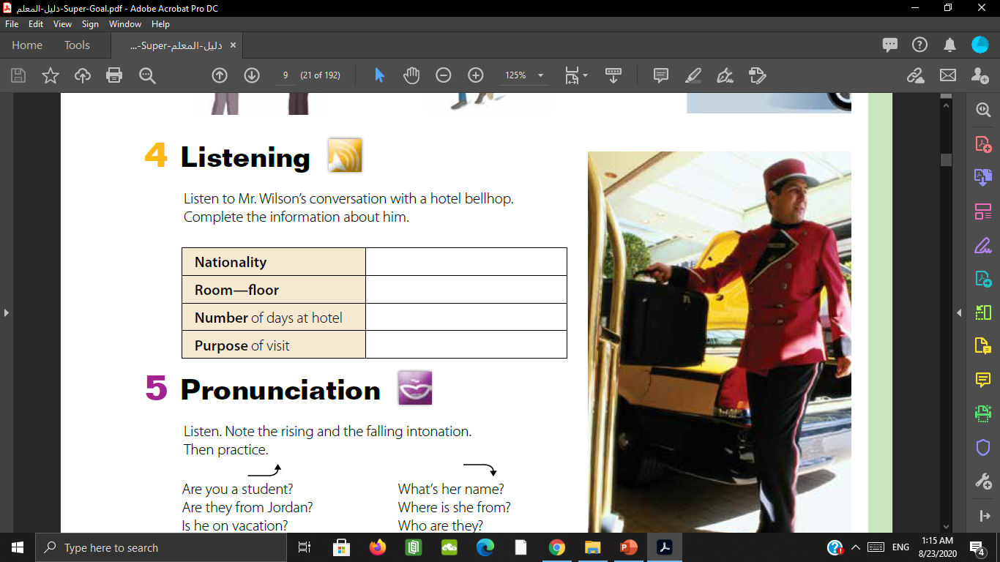 دليل-المعلم-Super-Goal.pdf - Adobe Acrobat Pro DC
File Edit View Sign Window Help
Home Tools دليل-المعلم-Super-... ×
9 (21 of 192) 125%
4 Listening
Listen to Mr. Wilson’s conversation with a hotel bellhop.
Complete the information about him.
Nationality
Room—floor
Number of days at hotel
Purpose of visit
5 Pronunciation
Listen. Note the rising and the falling intonation.
Then practice.
Are you a student? What’s her name?
Are they from Jordan? Where is she from?
Is he on vacation? Who are they?
Type here to search
ENG 1:15 AM
8/23/2020 4